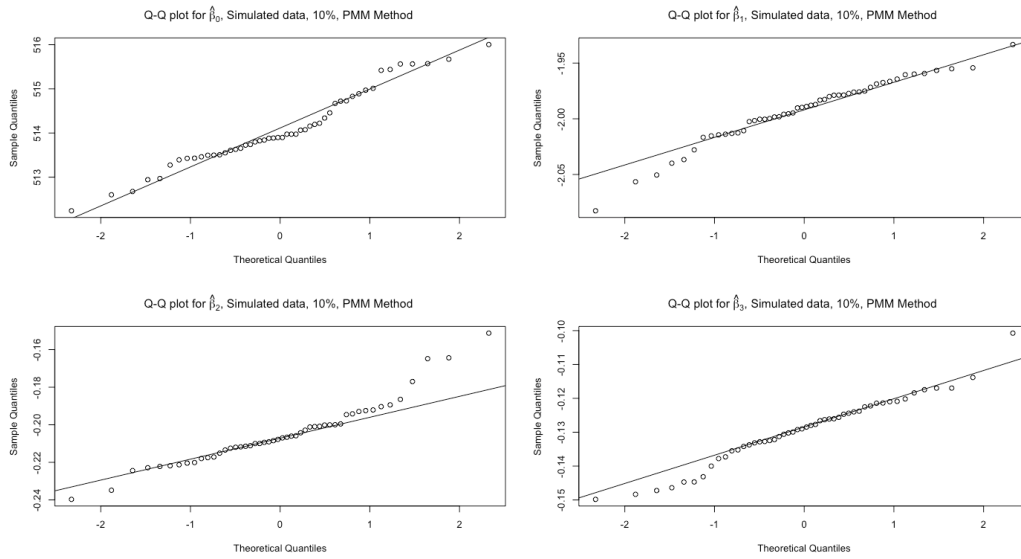 Q-Q plot for β̂₀, Simulated data, 10%, PMM Method
Sample Quantiles
516
515
514
513
-2 -1 0 1 2
Theoretical Quantiles
Q-Q plot for β̂₁, Simulated data, 10%, PMM Method
Sample Quantiles
-1.95
-2.00
-2.05
-2 -1 0 1 2
Theoretical Quantiles
Q-Q plot for β̂₂, Simulated data, 10%, PMM Method
Sample Quantiles
-0.16
-0.18
-0.20
-0.22
-0.24
-2 -1 0 1 2
Theoretical Quantiles
Q-Q plot for β̂₃, Simulated data, 10%, PMM Method
Sample Quantiles
-0.10
-0.11
-0.12
-0.13
-0.14
-0.15
-2 -1 0 1 2
Theoretical Quantiles